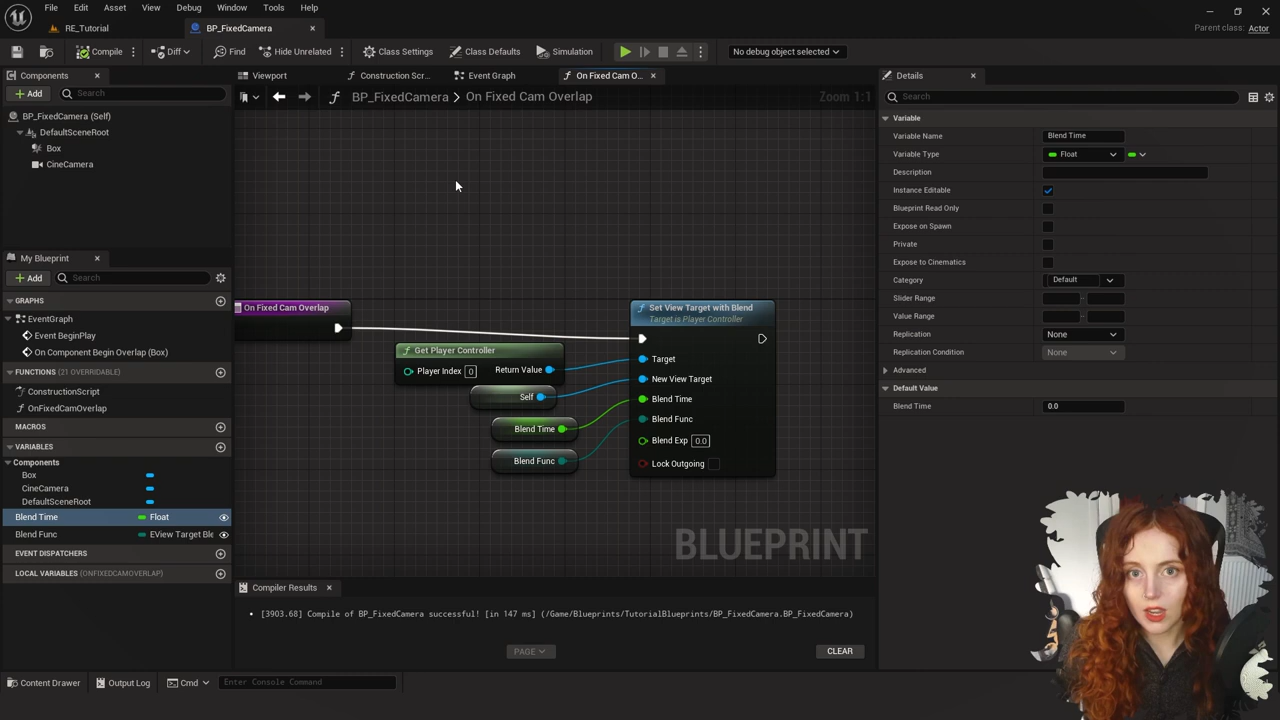 File Edit Asset View Debug Window Tools Help
RE_Tutorial
BP_FixedCamera
Parent class: Actor
Compile
Diff
Find
Hide Unrelated
Class Settings
Class Defaults
Simulation
No debug object selected
Components
Add
Search
BP_FixedCamera (Self)
DefaultSceneRoot
Box
CineCamera
My Blueprint
Add
Search
GRAPHS
EventGraph
Event BeginPlay
On Component Begin Overlap (Box)
FUNCTIONS (21 OVERRIDABLE)
ConstructionScript
OnFixedCamOverlap
MACROS
VARIABLES
Components
Box
CineCamera
DefaultSceneRoot
Blend Time Float
Blend Func EView Target Ble
EVENT DISPATCHERS
LOCAL VARIABLES (ONFIXEDCAMOVERLAP)
Viewport
Construction Scr...
Event Graph
On Fixed Cam O...
BP_FixedCamera > On Fixed Cam Overlap
Zoom 1:1
On Fixed Cam Overlap
Get Player Controller
Player Index 0
Return Value
Self
Blend Time
Blend Func
Set View Target with Blend
Target is Player Controller
Target
New View Target
Blend Time
Blend Func
Blend Exp 0.0
Lock Outgoing
BLUEPRINT
Compiler Results
[3903.68] Compile of BP_FixedCamera successful! [in 147 ms] (/Game/Blueprints/TutorialBlueprints/BP_FixedCamera.BP_FixedCamera)
PAGE
CLEAR
Details
Search
Variable
Variable Name Blend Time
Variable Type Float
Description
Instance Editable
Blueprint Read Only
Expose on Spawn
Private
Expose to Cinematics
Category Default
Slider Range
Value Range
Replication None
Replication Condition None
Advanced
Default Value
Blend Time 0.0
Content Drawer
Output Log
Cmd
Enter Console Command